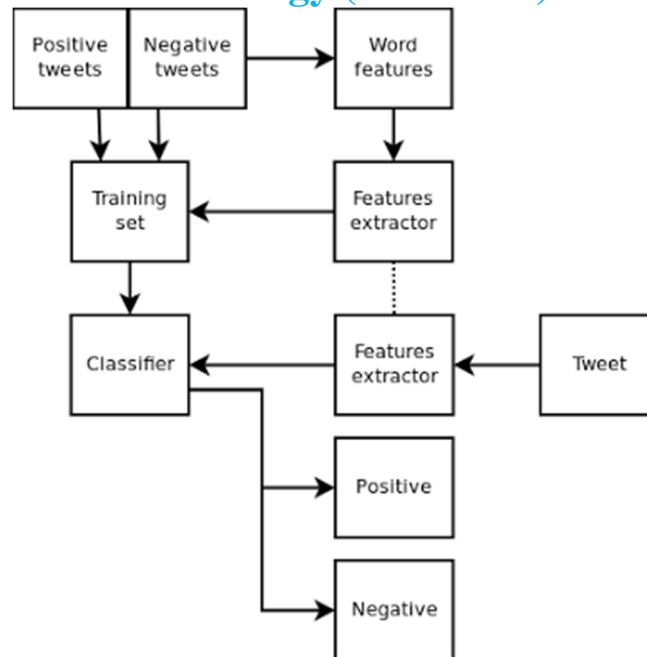 Positive
tweets
Negative
tweets
Word
features
Training
set
Features
extractor
Classifier
Features
extractor
Tweet
Positive
Negative